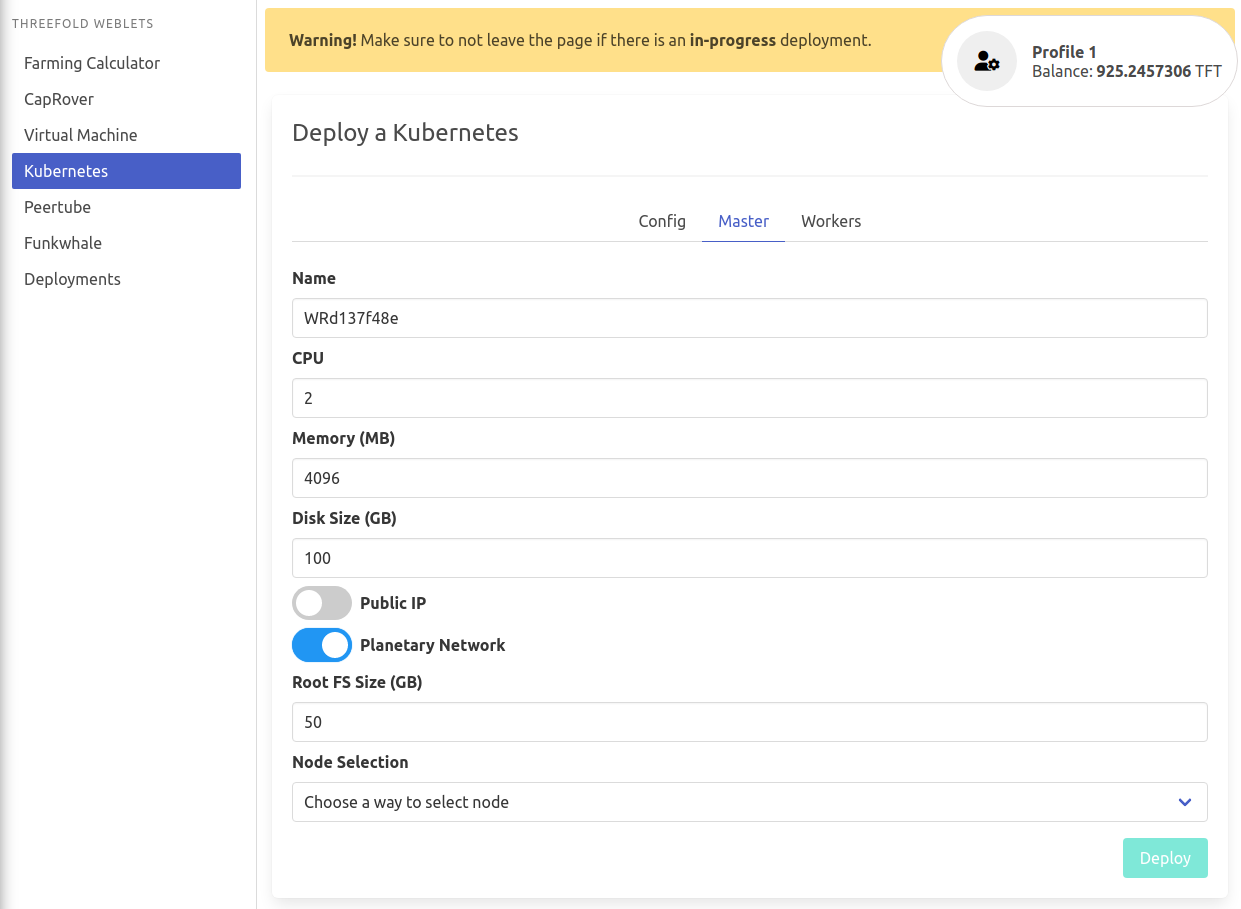 THREEFOLD WEBLETS
Farming Calculator
CapRover
Virtual Machine
Kubernetes
Peertube
Funkwhale
Deployments
Warning! Make sure to not leave the page if there is an in-progress deployment.
Profile 1
Balance: 925.2457306 TFT
Deploy a Kubernetes
Config Master Workers
Name
WRd137f48e
CPU
2
Memory (MB)
4096
Disk Size (GB)
100
Public IP
Planetary Network
Root FS Size (GB)
50
Node Selection
Choose a way to select node
Deploy